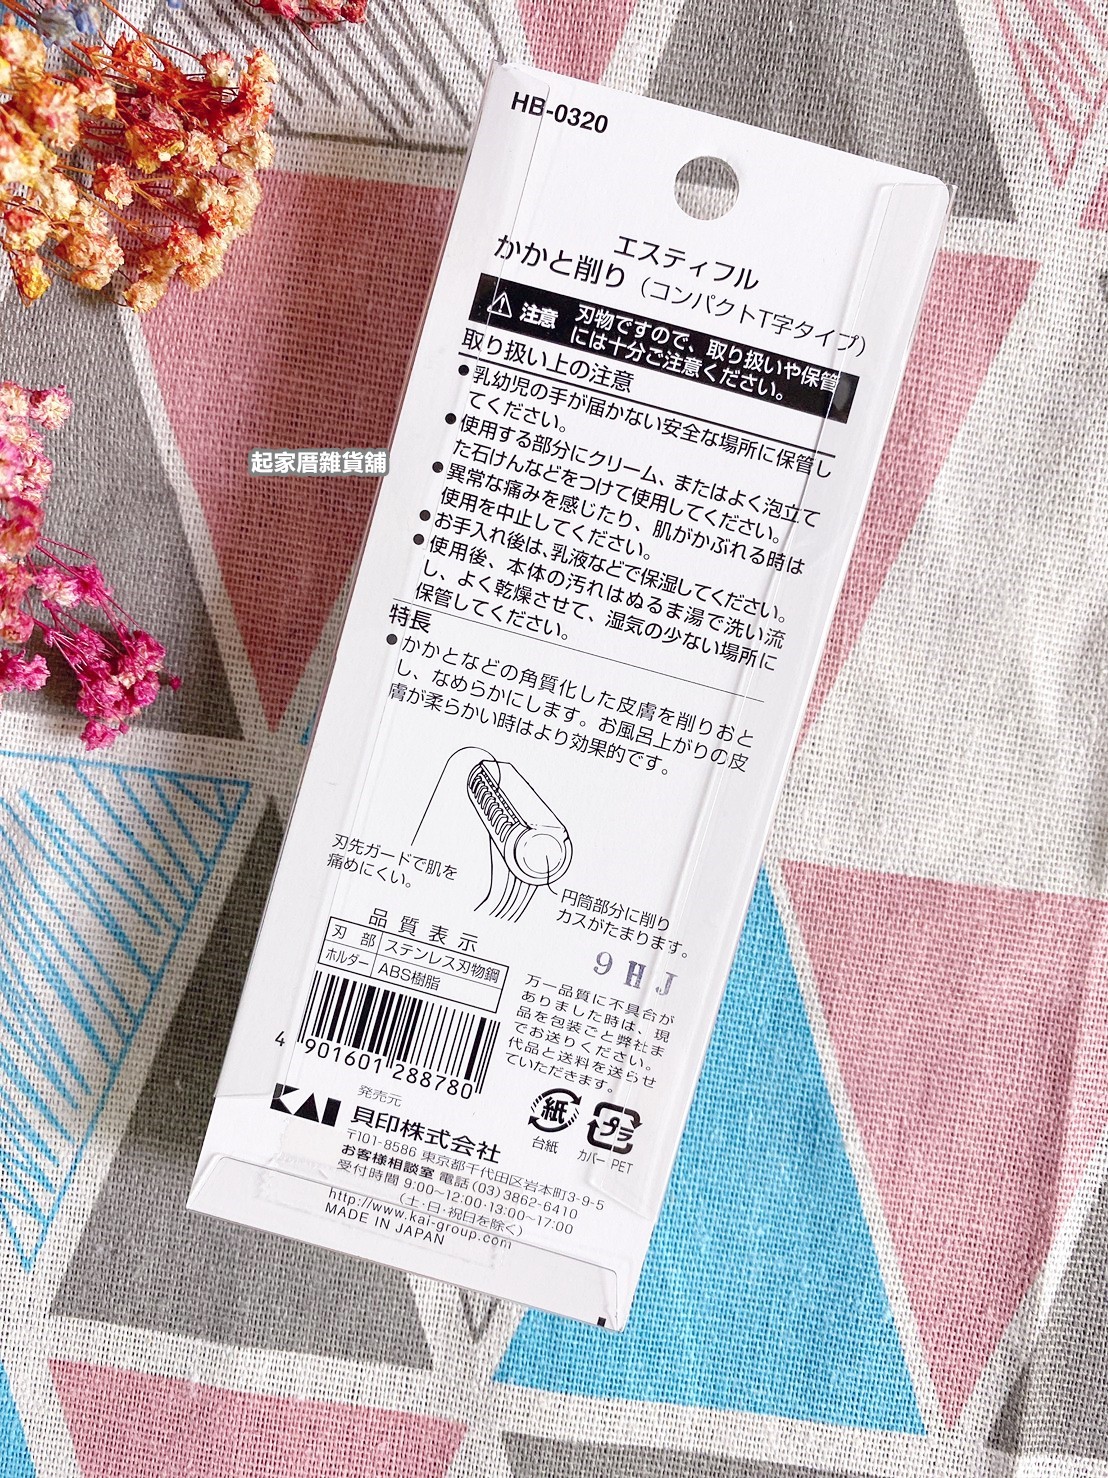 HB-0320
エスティフル
かかと削り（コンパクトT字タイプ）
注意
刃物ですので、取り扱いや保管
には十分ご注意ください。
取り扱い上の注意
●乳幼児の手が届かない安全な場所に保管し
てください。
●使用する部分にクリーム、またはよく泡立て
た石けんなどをつけて使用してください。
●異常な痛みを感じたり、肌がかぶれる時は
使用を中止してください。
●お手入れ後は、乳液などで保湿してください。
●使用後、本体の汚れはぬるま湯で洗い流
し、よく乾燥させて、湿気の少ない場所に
保管してください。
特長
●かかとなどの角質化した皮膚を削りおと
し、なめらかにします。お風呂上がりの皮
膚が柔らかい時はより効果的です。
刃先ガードで肌を
痛めにくい。
円筒部分に削り
カスがたまります。
品質表示
刃部 ステンレス刃物鋼
ホルダー ABS樹脂
9HJ
万一品質に不具合が
ありました時は、現
品を包装ごと弊社ま
でお送りください。
代品と送料を送らせ
ていただきます。
4 901601 288780
紙
台紙
プラ
カバー PET
KAI
発売元
貝印株式会社
〒101-8586 東京都千代田区岩本町3-9-5
お客様相談室 電話(03)3862-6410
受付時間 9:00~12:00・13:00~17:00
(土・日・祝日を除く)
http://www.kai-group.com
MADE IN JAPAN
起家厝雜貨舖